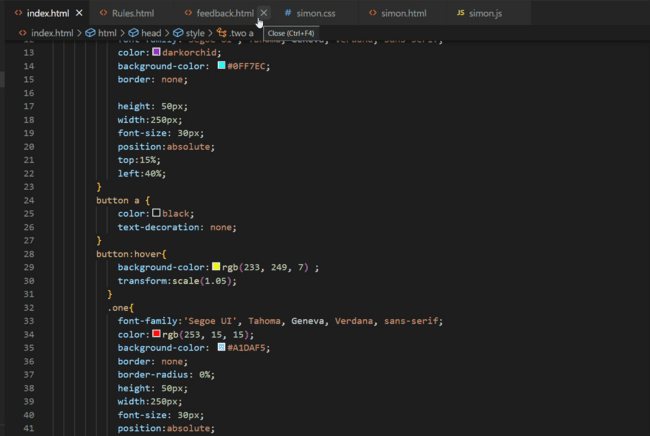 index.html Rules.html feedback.html simon.css simon.html simon.js
index.html > html > head > style > .two a
Close (Ctrl+F4)
12 font-family:'Segoe UI', Tahoma, Geneva, Verdana, sans-serif;
13 color: darkorchid;
14 background-color: #0FF7EC;
15 border: none;
16
17 height: 50px;
18 width:250px;
19 font-size: 30px;
20 position:absolute;
21 top:15%;
22 left:40%;
23 }
24 button a {
25 color: black;
26 text-decoration: none;
27 }
28 button:hover{
29 background-color: rgb(233, 249, 7) ;
30 transform:scale(1.05);
31 }
32 .one{
33 font-family:'Segoe UI', Tahoma, Geneva, Verdana, sans-serif;
34 color: rgb(253, 15, 15);
35 background-color: #A1DAF5;
36 border: none;
37 border-radius: 0%;
38 height: 50px;
39 width:250px;
40 font-size: 30px;
41 position:absolute;